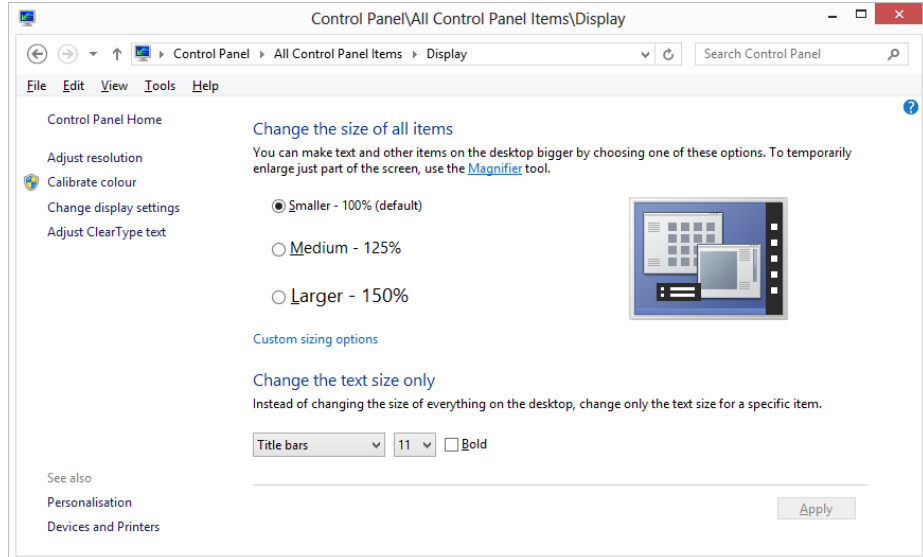 Control Panel\All Control Panel Items\Display
Control Panel All Control Panel Items Display
Search Control Panel
File Edit View Tools Help
Control Panel Home
Adjust resolution
Calibrate colour
Change display settings
Adjust ClearType text
See also
Personalisation
Devices and Printers
Change the size of all items
You can make text and other items on the desktop bigger by choosing one of these options. To temporarily
enlarge just part of the screen, use the Magnifier tool.
Smaller - 100% (default)
Medium - 125%
Larger - 150%
Custom sizing options
Change the text size only
Instead of changing the size of everything on the desktop, change only the text size for a specific item.
Title bars 11 Bold
Apply